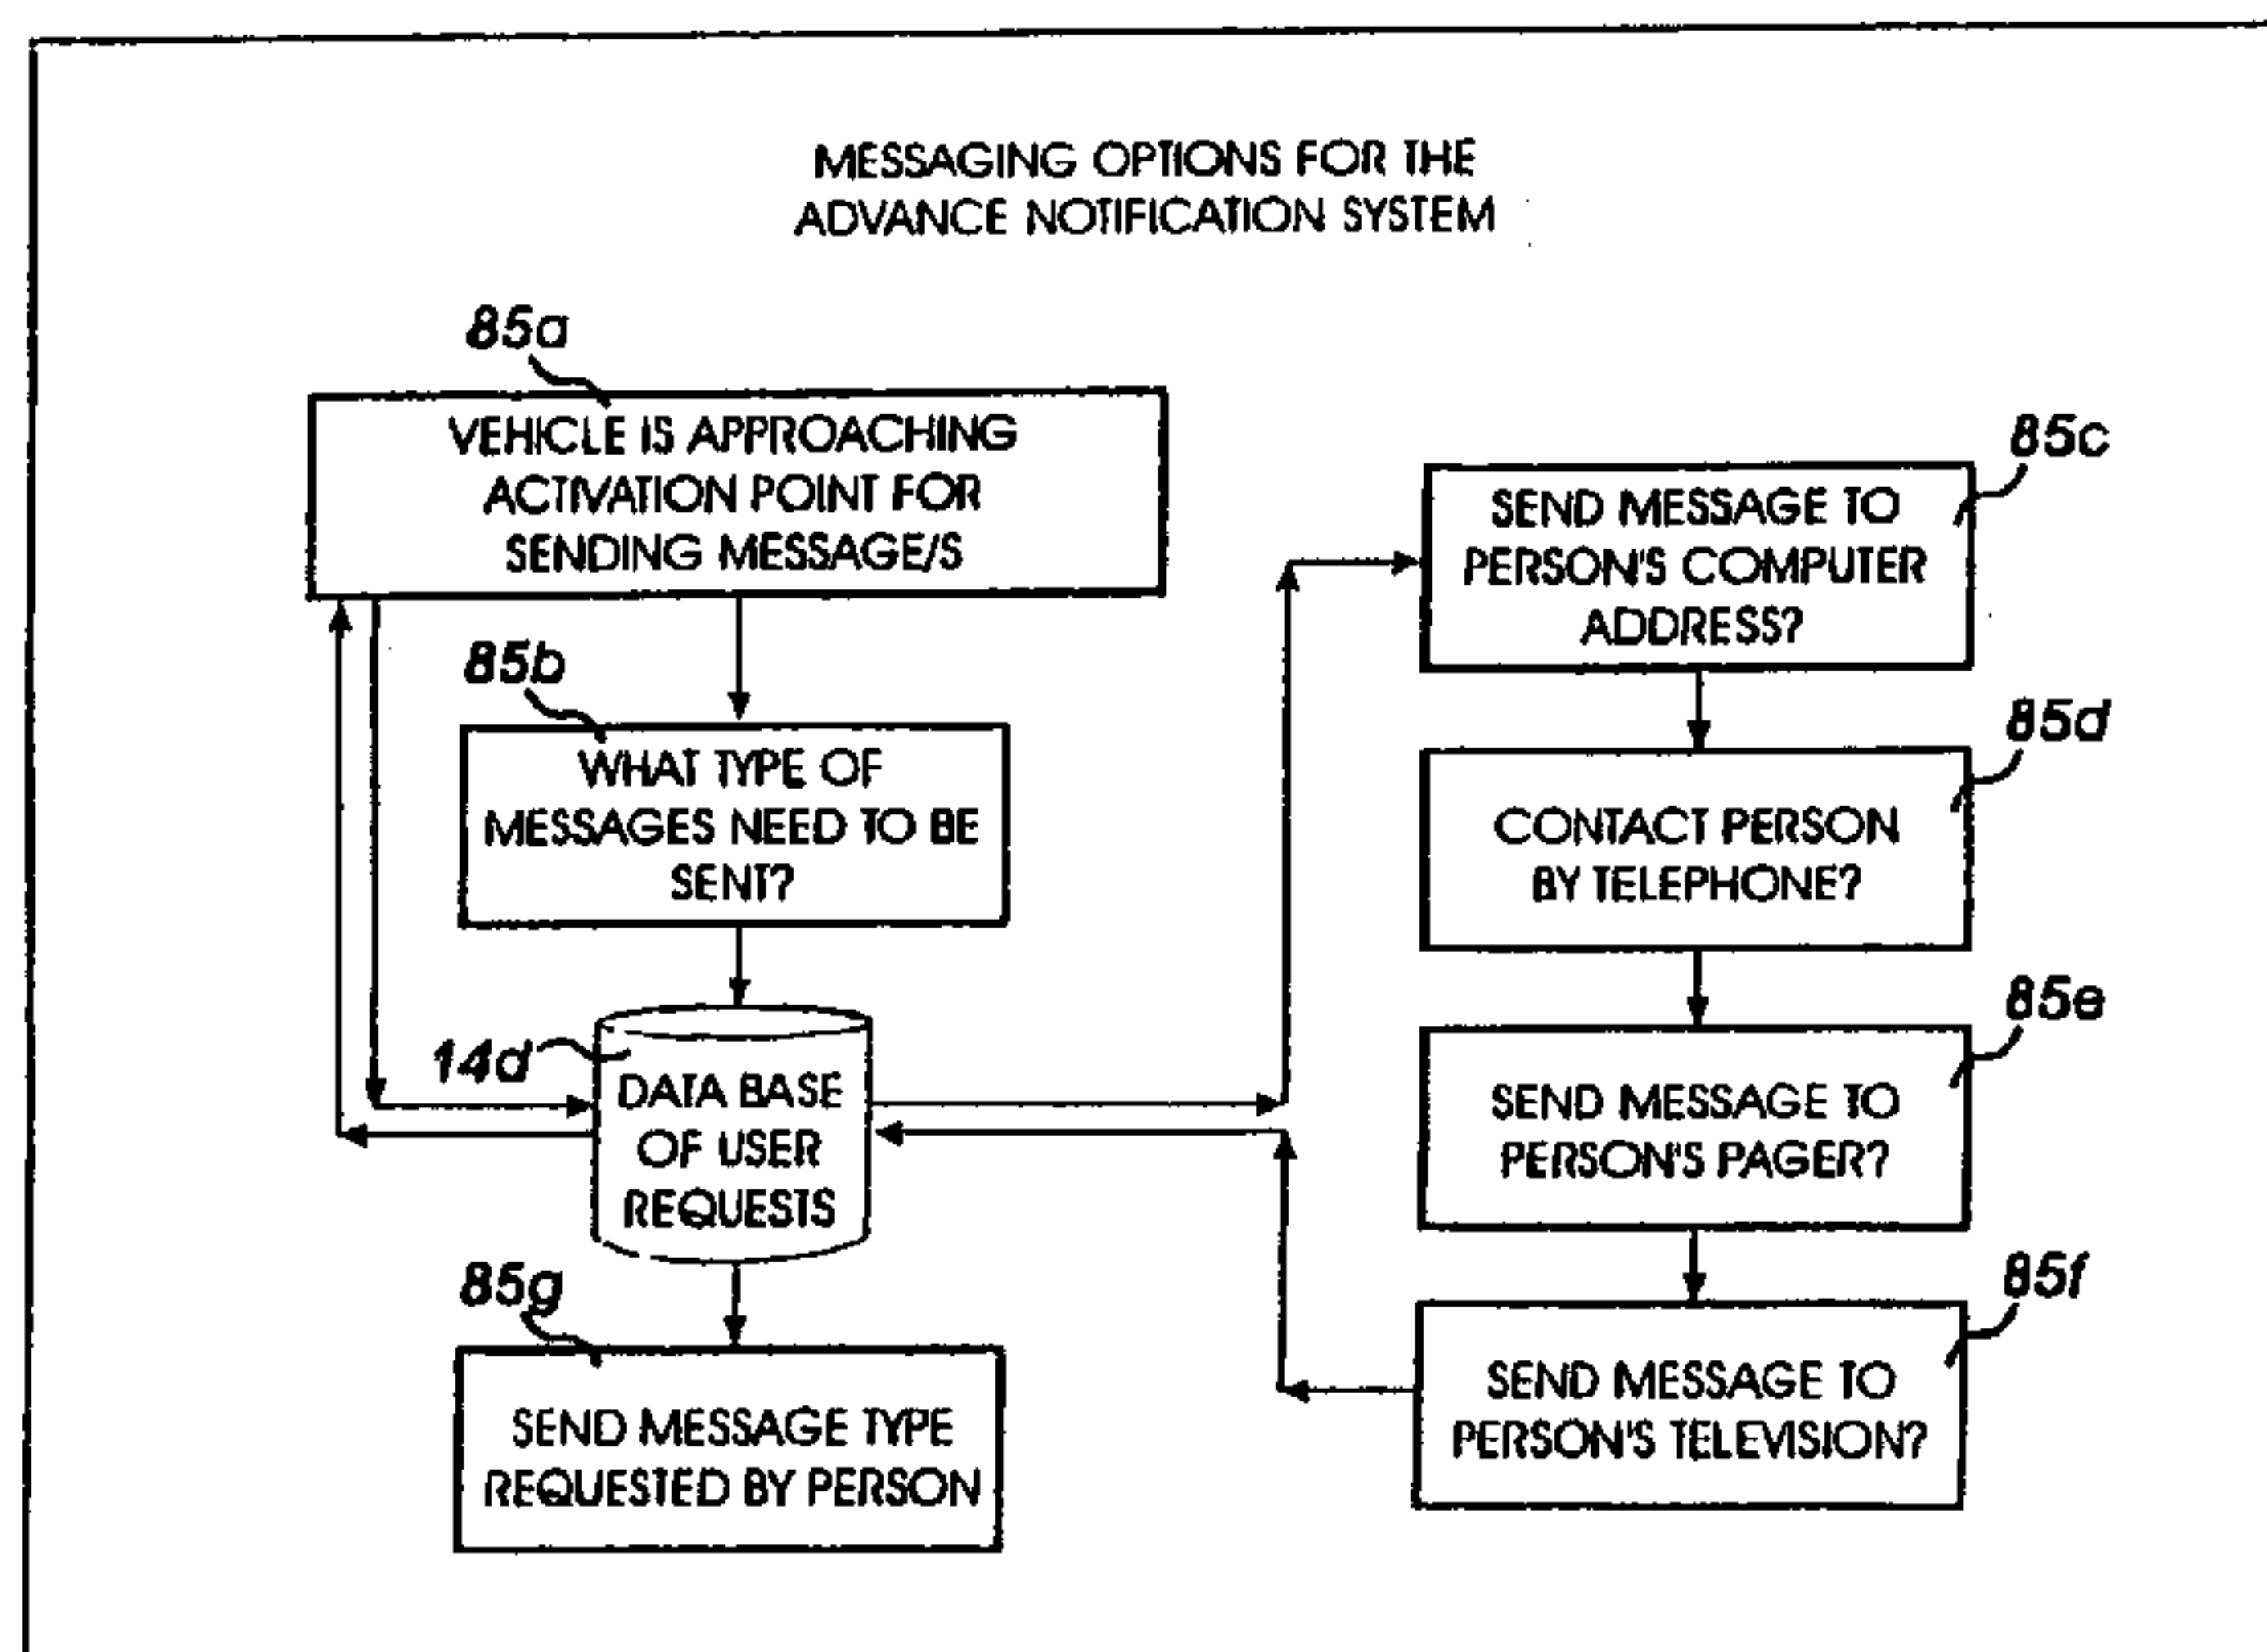 MESSAGING OPTIONS FOR THE
ADVANCE NOTIFICATION SYSTEM
85a
VEHICLE IS APPROACHING
ACTIVATION POINT FOR
SENDING MESSAGE/S
85b
WHAT TYPE OF
MESSAGES NEED TO BE
SENT?
14d
DATA BASE
OF USER
REQUESTS
85g
SEND MESSAGE TYPE
REQUESTED BY PERSON
85c
SEND MESSAGE TO
PERSON'S COMPUTER
ADDRESS?
85d
CONTACT PERSON
BY TELEPHONE?
85e
SEND MESSAGE TO
PERSON'S PAGER?
85f
SEND MESSAGE TO
PERSON'S TELEVISION?